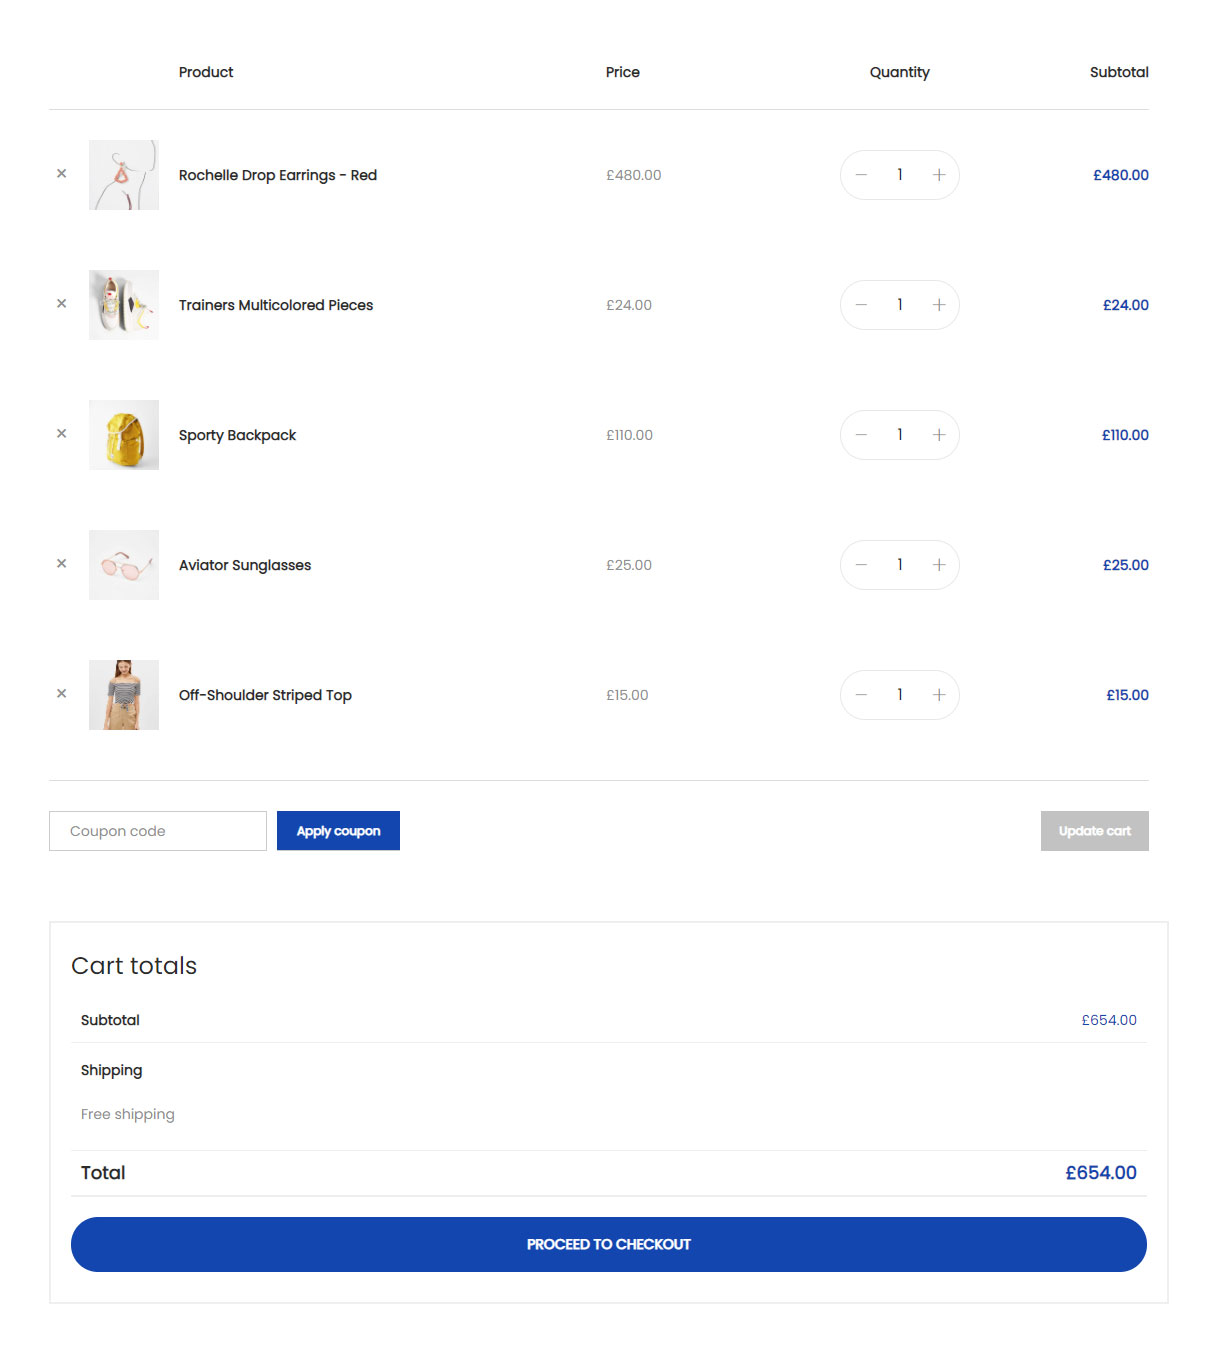 Product Price Quantity Subtotal
× Rochelle Drop Earrings - Red £480.00 − 1 + £480.00
× Trainers Multicolored Pieces £24.00 − 1 + £24.00
× Sporty Backpack £110.00 − 1 + £110.00
× Aviator Sunglasses £25.00 − 1 + £25.00
× Off-Shoulder Striped Top £15.00 − 1 + £15.00
Coupon code Apply coupon Update cart
Cart totals
Subtotal £654.00
Shipping
Free shipping
Total £654.00
PROCEED TO CHECKOUT